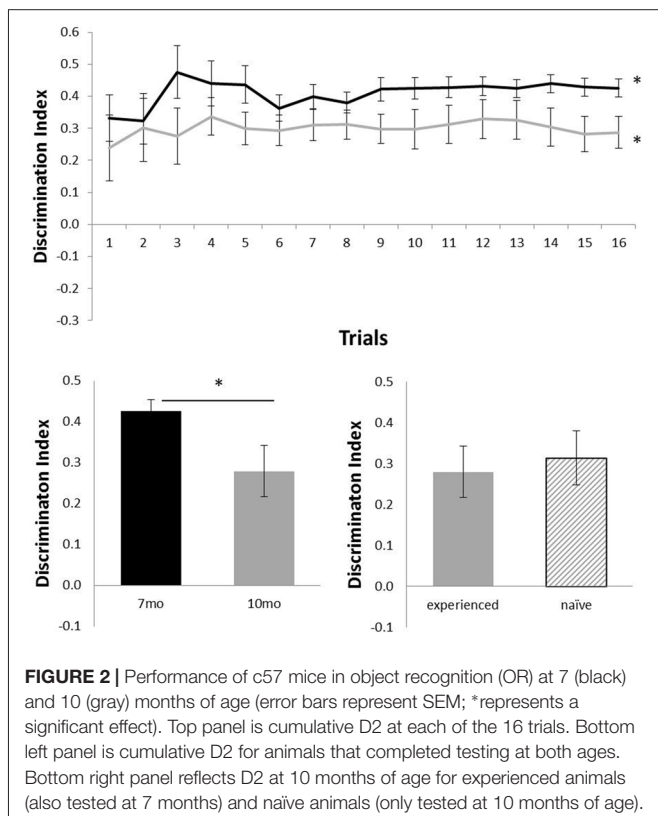 0.6
0.5
0.4
0.3
0.2
0.1
0.0
-0.1
-0.2
-0.3
Discrimination Index
1 2 3 4 5 6 7 8 9 10 11 12 13 14 15 16
*
*
Trials
0.5
0.4
0.3
0.2
0.1
0.0
-0.1
Discriminaton Index
*
7mo 10mo
0.5
0.4
0.3
0.2
0.1
0.0
-0.1
Discriminaton Index
experienced naïve
FIGURE 2 | Performance of c57 mice in object recognition (OR) at 7 (black)
and 10 (gray) months of age (error bars represent SEM; *represents a
significant effect). Top panel is cumulative D2 at each of the 16 trials. Bottom
left panel is cumulative D2 for animals that completed testing at both ages.
Bottom right panel reflects D2 at 10 months of age for experienced animals
(also tested at 7 months) and naïve animals (only tested at 10 months of age).